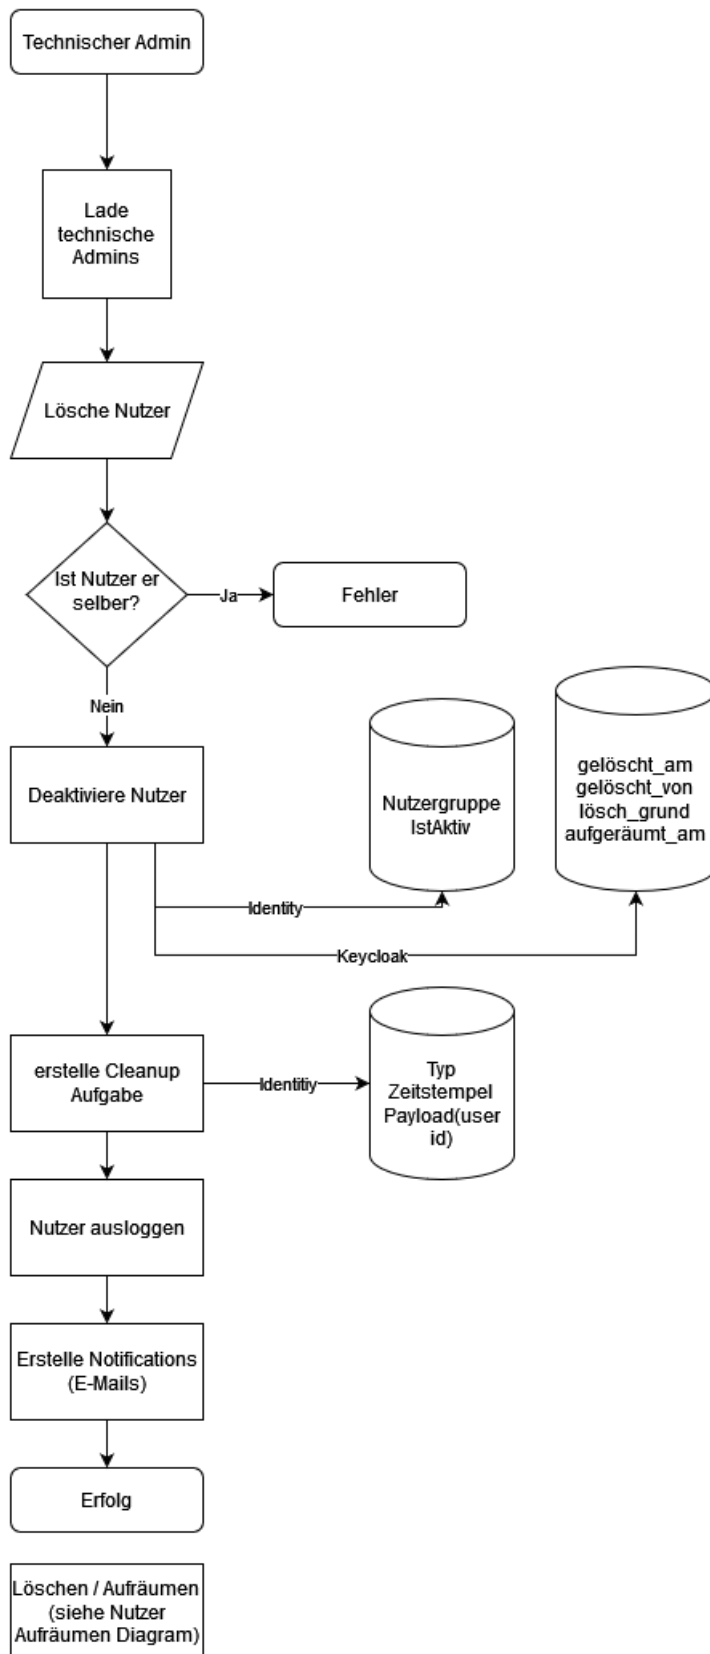 Technischer Admin
Lade
technische
Admins
Lösche Nutzer
Ist Nutzer er
selber?
Ja
Fehler
Nein
Deaktiviere Nutzer
Nutzergruppe
IstAktiv
gelöscht_am
gelöscht_von
lösch_grund
aufgeräumt_am
Identity
Keycloak
erstelle Cleanup
Aufgabe
Identitiy
Typ
Zeitstempel
Payload(user
id)
Nutzer ausloggen
Erstelle Notifications
(E-Mails)
Erfolg
Löschen / Aufräumen
(siehe Nutzer
Aufräumen Diagram)